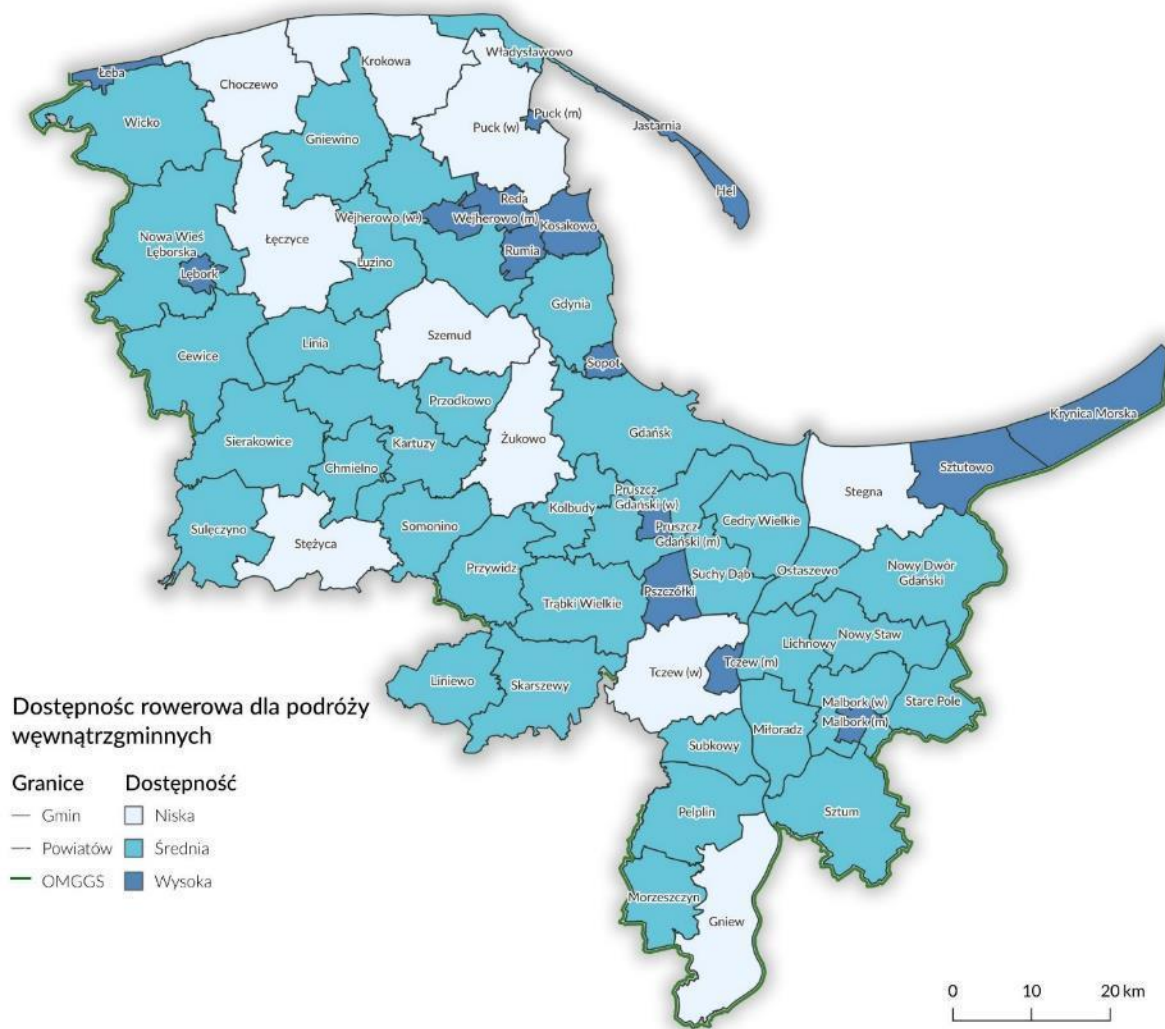 Łeba
Choczewo
Krokowa
Władysławowo
Wicko
Gniewino
Puck (w)
Puck (m)
Jastarnia
Hel
Reda
Wejherowo (w)
Wejherowo (m)
Kosakowo
Nowa Wieś
Lęborska
Łęczyce
Rumia
Luzino
Lębork
Gdynia
Szemud
Linia
Cewice
Sopot
Przodkowo
Krynica Morska
Sierakowice
Kartuzy
Żukowo
Gdańsk
Chmielno
Sztutowo
Stegna
Pruszcz
Gdański (w)
Kolbudy
Cedry Wielkie
Sulęczyno
Somonino
Pruszcz
Gdański (m)
Stężyca
Przywidz
Suchy Dąb
Ostaszewo
Nowy Dwór
Gdański
Trąbki Wielkie
Pszczółki
Lichnowy
Nowy Staw
Tczew (w)
Tczew (m)
Liniewo
Skarszewy
Malbork (w)
Stare Pole
Malbork (m)
Miłoradz
Subkowy
Pelplin
Sztum
Morzeszczyn
Gniew
Dostępnośc rowerowa dla podróży
węwnątrzgminnych
Granice
Dostępność
Gmin
Niska
Powiatów
Średnia
OMGGS
Wysoka
0 10 20 km